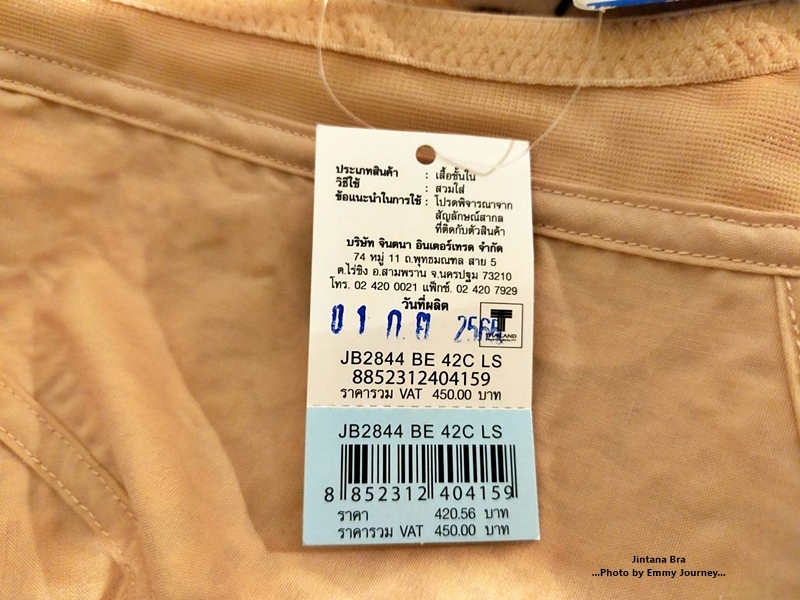 ประเภทสินค้า : เสื้อชั้นใน
วิธีใช้ : สวมใส่
ข้อแนะนำในการใช้ : โปรดพิจารณาจาก
สัญลักษณ์สากล
ที่ติดกับตัวสินค้า
บริษัท จินตนา อินเตอร์เทรด จำกัด
74 หมู่ 11 ถ.พุทธมณฑล สาย 5
ต.ไร่ขิง อ.สามพราน จ.นครปฐม 73210
โทร. 02 420 0021 แฟ็กซ์. 02 420 7929
วันที่ผลิต
01 ก.พ
T
THAILAND
JB2844 BE 42C LS
8852312404159
ราคารวม VAT 450.00 บาท
JB2844 BE 42C LS
8 852312 404159
ราคา 420.56 บาท
ราคารวม VAT 450.00 บาท
Jintana Bra
...Photo by Emmy Journey...